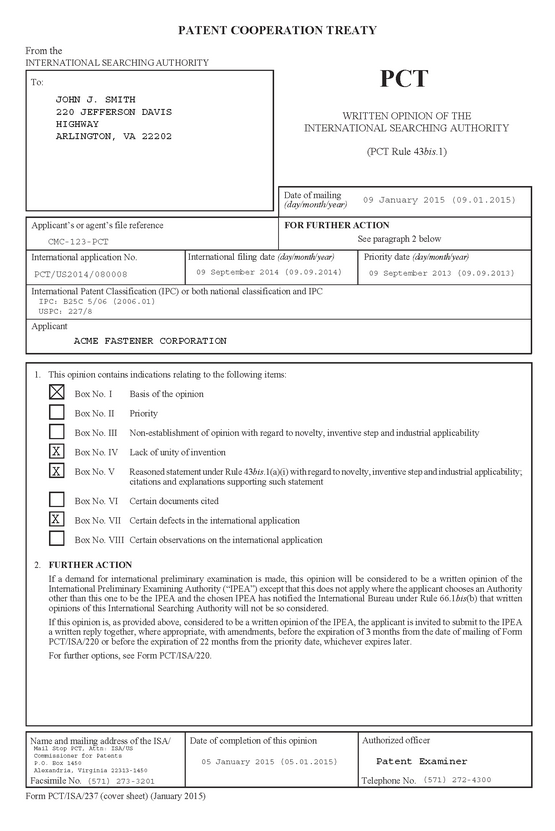 PATENT COOPERATION TREATY
From the
INTERNATIONAL SEARCHING AUTHORITY
To:
JOHN J. SMITH
220 JEFFERSON DAVIS
HIGHWAY
ARLINGTON, VA 22202
PCT
WRITTEN OPINION OF THE
INTERNATIONAL SEARCHING AUTHORITY
(PCT Rule 43bis.1)
Date of mailing
(day/month/year) 09 January 2015 (09.01.2015)
Applicant's or agent's file reference
CMC-123-PCT
FOR FURTHER ACTION
See paragraph 2 below
International application No.
PCT/US2014/080008
International filing date (day/month/year)
09 September 2014 (09.09.2014)
Priority date (day/month/year)
09 September 2013 (09.09.2013)
International Patent Classification (IPC) or both national classification and IPC
IPC: B25C 5/06 (2006.01)
USPC: 227/8
Applicant
ACME FASTENER CORPORATION
1. This opinion contains indications relating to the following items:
Box No. I Basis of the opinion
Box No. II Priority
Box No. III Non-establishment of opinion with regard to novelty, inventive step and industrial applicability
X Box No. IV Lack of unity of invention
X Box No. V Reasoned statement under Rule 43bis.1(a)(i) with regard to novelty, inventive step and industrial applicability;
citations and explanations supporting such statement
Box No. VI Certain documents cited
X Box No. VII Certain defects in the international application
Box No. VIII Certain observations on the international application
2. FURTHER ACTION
If a demand for international preliminary examination is made, this opinion will be considered to be a written opinion of the
International Preliminary Examining Authority ("IPEA") except that this does not apply where the applicant chooses an Authority
other than this one to be the IPEA and the chosen IPEA has notified the International Bureau under Rule 66.1bis(b) that written
opinions of this International Searching Authority will not be so considered.
If this opinion is, as provided above, considered to be a written opinion of the IPEA, the applicant is invited to submit to the IPEA
a written reply together, where appropriate, with amendments, before the expiration of 3 months from the date of mailing of Form
PCT/ISA/220 or before the expiration of 22 months from the priority date, whichever expires later.
For further options, see Form PCT/ISA/220.
Name and mailing address of the ISA/
Mail Stop PCT, Attn: ISA/US
Commissioner for Patents
P.O. Box 1450
Alexandria, Virginia 22313-1450
Facsimile No. (571) 273-3201
Date of completion of this opinion
05 January 2015 (05.01.2015)
Authorized officer
Patent Examiner
Telephone No. (571) 272-4300
Form PCT/ISA/237 (cover sheet) (January 2015)